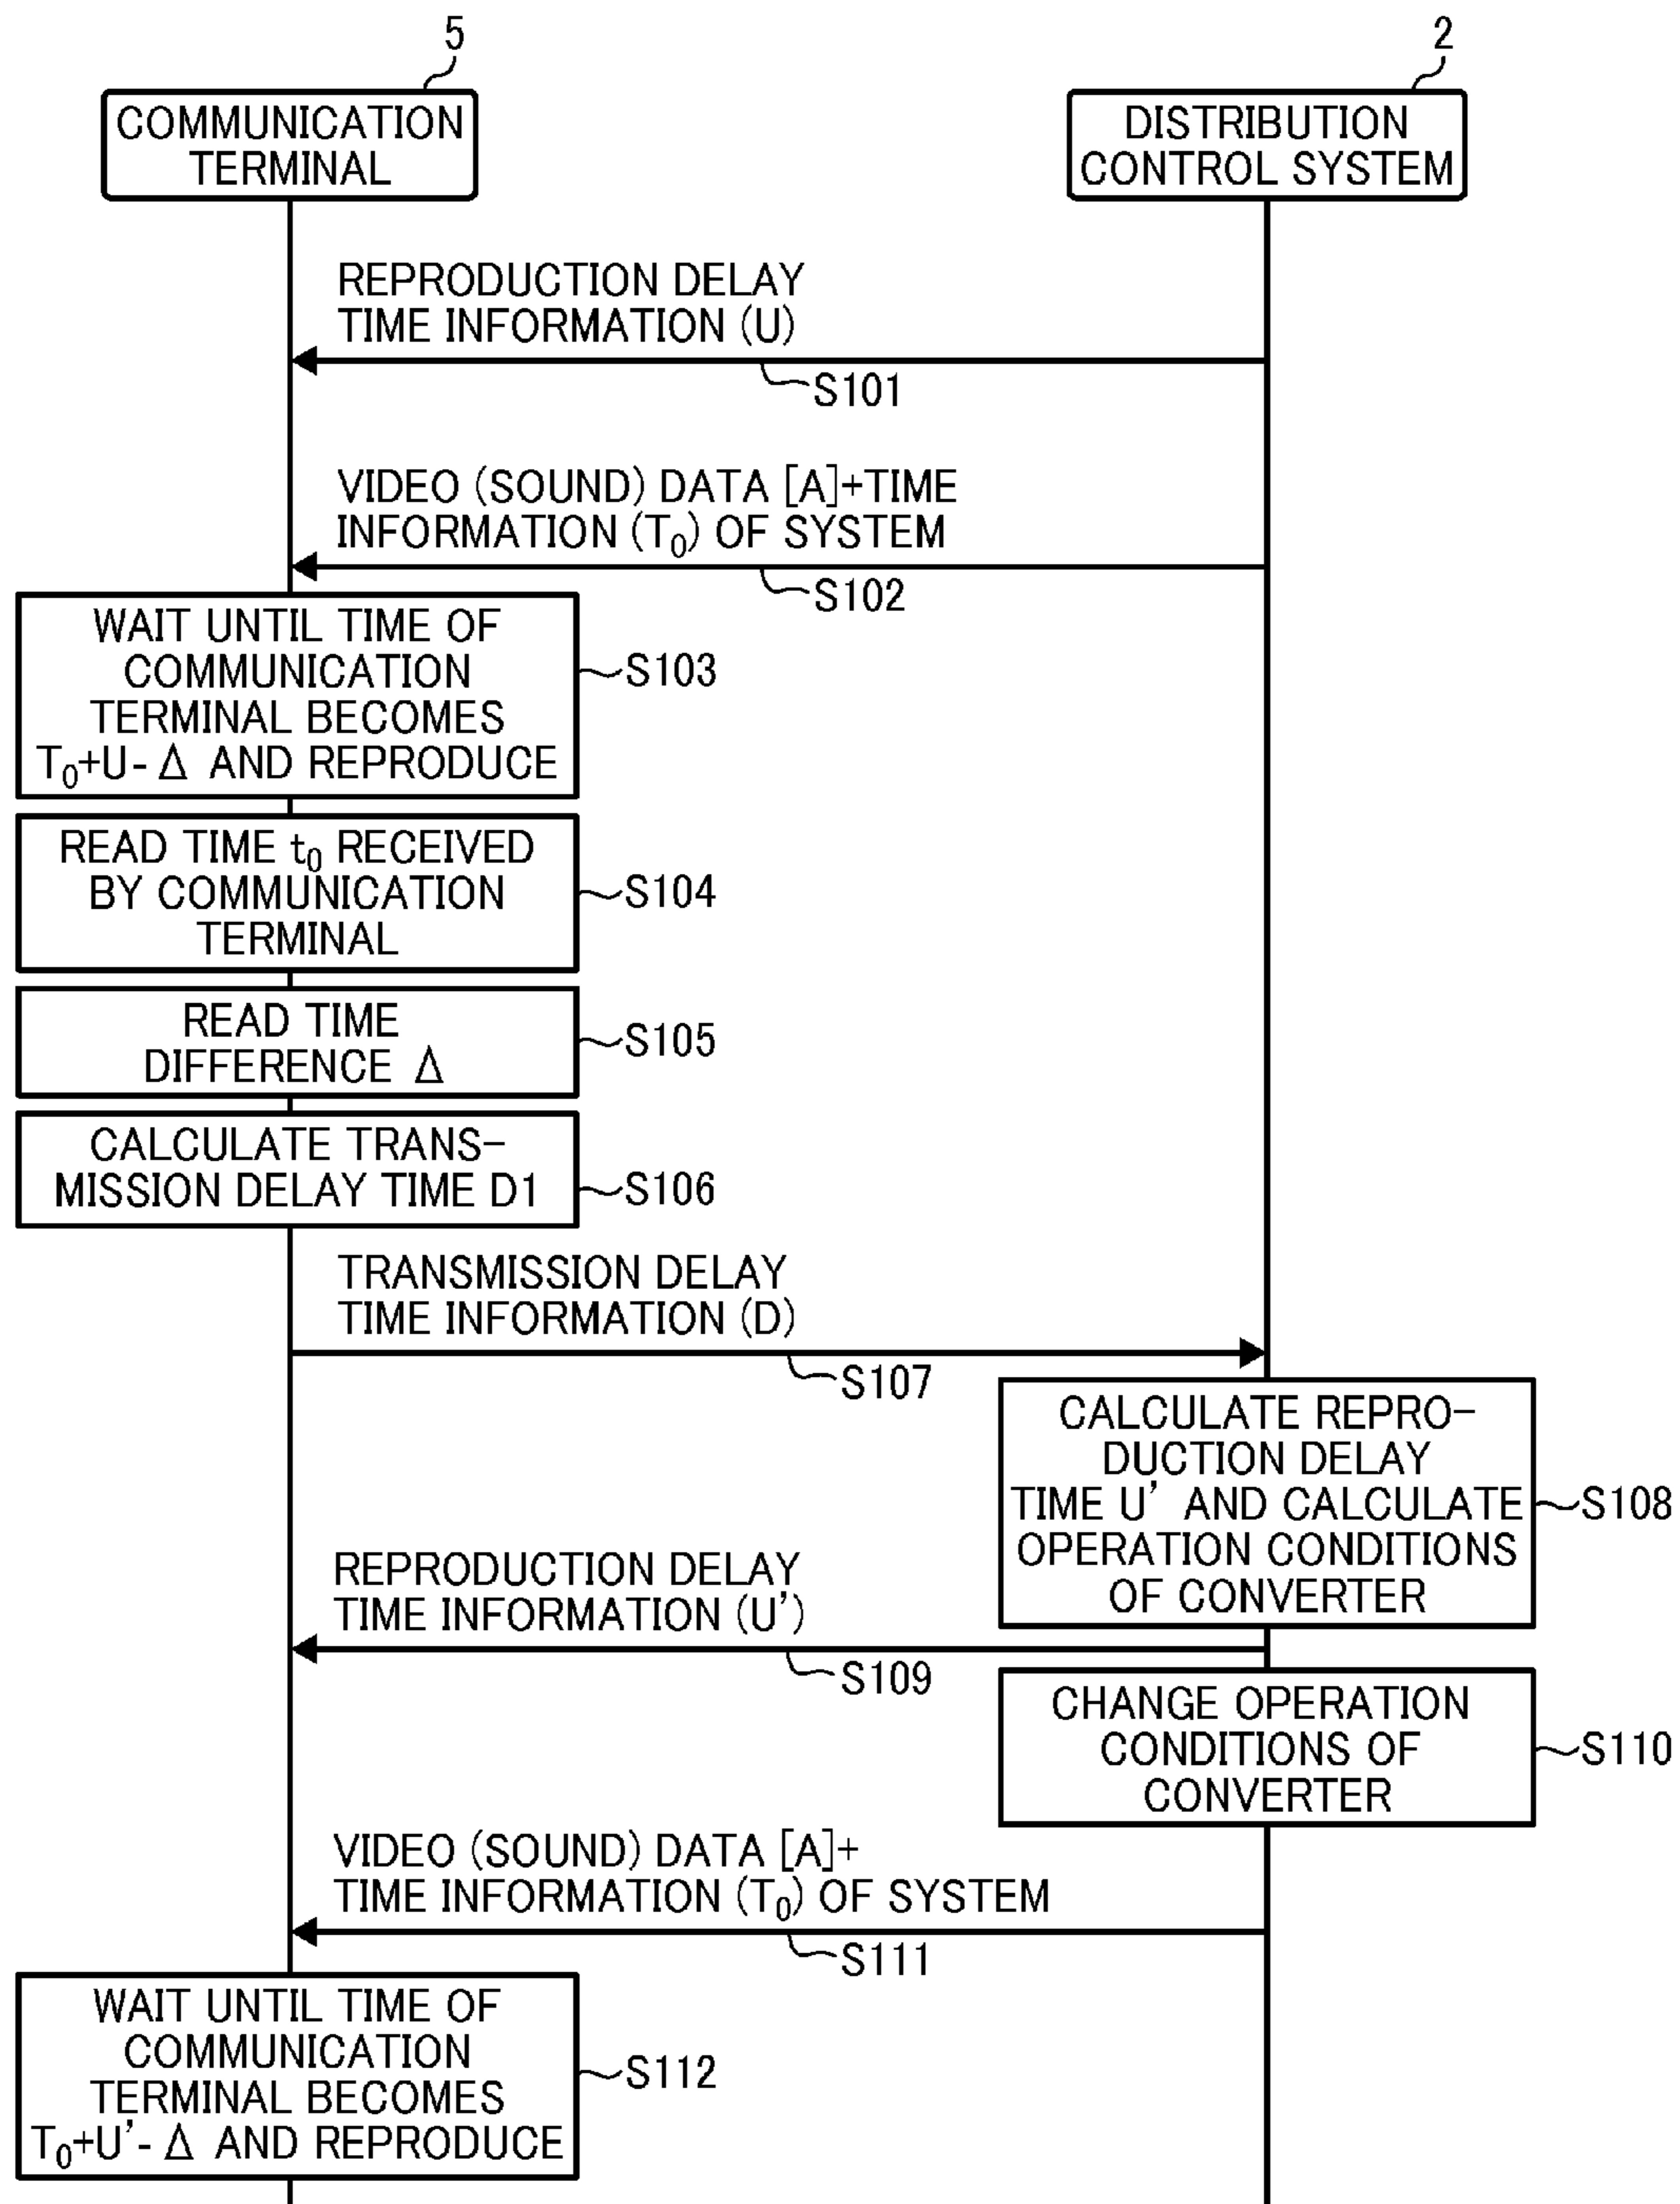 5
2
COMMUNICATION
TERMINAL
DISTRIBUTION
CONTROL SYSTEM
REPRODUCTION DELAY
TIME INFORMATION (U)
S101
VIDEO (SOUND) DATA [A]+TIME
INFORMATION (T₀) OF SYSTEM
S102
WAIT UNTIL TIME OF
COMMUNICATION
TERMINAL BECOMES
T₀+U- Δ AND REPRODUCE
S103
READ TIME t₀ RECEIVED
BY COMMUNICATION
TERMINAL
S104
READ TIME
DIFFERENCE Δ
S105
CALCULATE TRANS-
MISSION DELAY TIME D1
S106
TRANSMISSION DELAY
TIME INFORMATION (D)
S107
CALCULATE REPRO-
DUCTION DELAY
TIME U' AND CALCULATE
OPERATION CONDITIONS
OF CONVERTER
S108
REPRODUCTION DELAY
TIME INFORMATION (U')
S109
CHANGE OPERATION
CONDITIONS OF
CONVERTER
S110
VIDEO (SOUND) DATA [A]+
TIME INFORMATION (T₀) OF SYSTEM
S111
WAIT UNTIL TIME OF
COMMUNICATION
TERMINAL BECOMES
T₀+U'- Δ AND REPRODUCE
S112